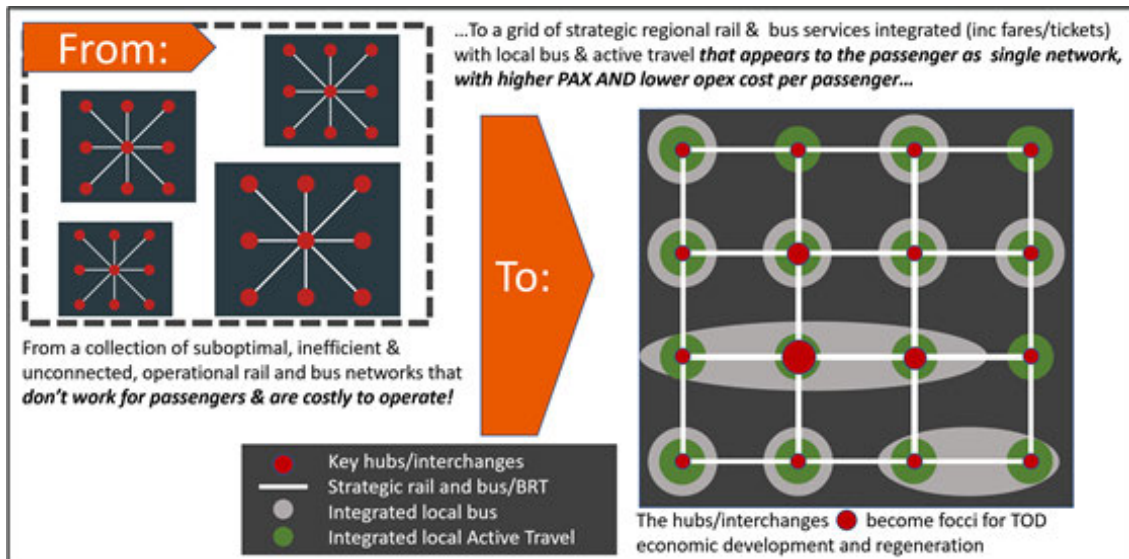 From:
…To a grid of strategic regional rail & bus services integrated (inc fares/tickets)
with local bus & active travel that appears to the passenger as single network,
with higher PAX AND lower opex cost per passenger…
To:
From a collection of suboptimal, inefficient &
unconnected, operational rail and bus networks that
don't work for passengers & are costly to operate!
Key hubs/interchanges
Strategic rail and bus/BRT
Integrated local bus
Integrated local Active Travel
The hubs/interchanges become focci for TOD
economic development and regeneration